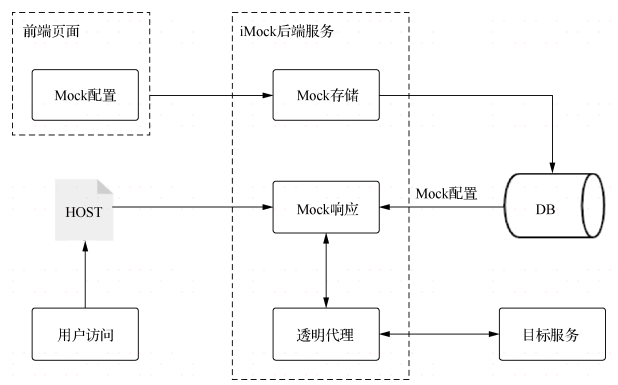 前端页面
iMock后端服务
Mock配置
Mock存储
HOST
Mock响应
Mock配置
DB
用户访问
透明代理
目标服务